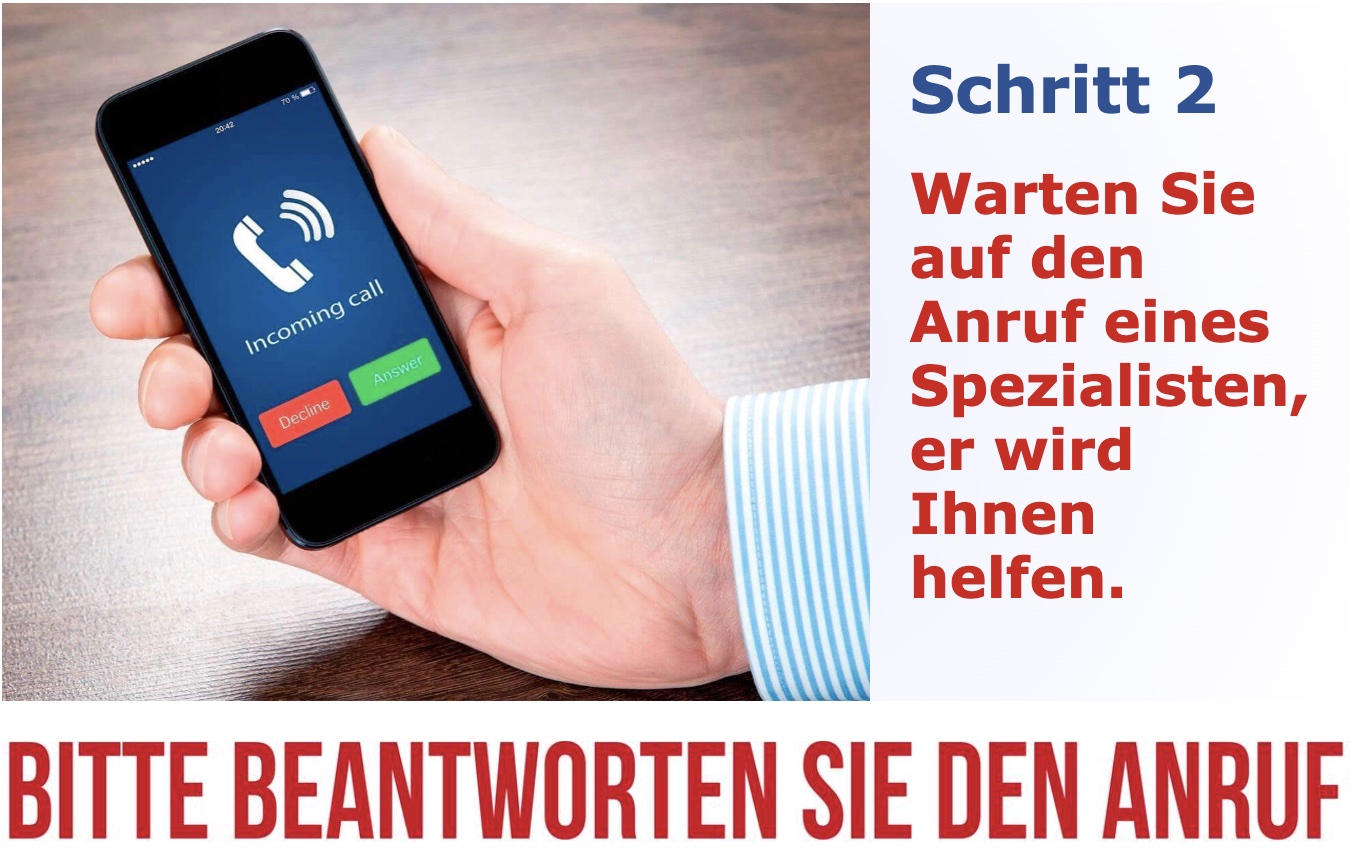 70 %
20:42
Incoming call
Decline
Answer
Schritt 2
Warten Sie
auf den
Anruf eines
Spezialisten,
er wird
Ihnen
helfen.
BITTE BEANTWORTEN SIE DEN ANRUF